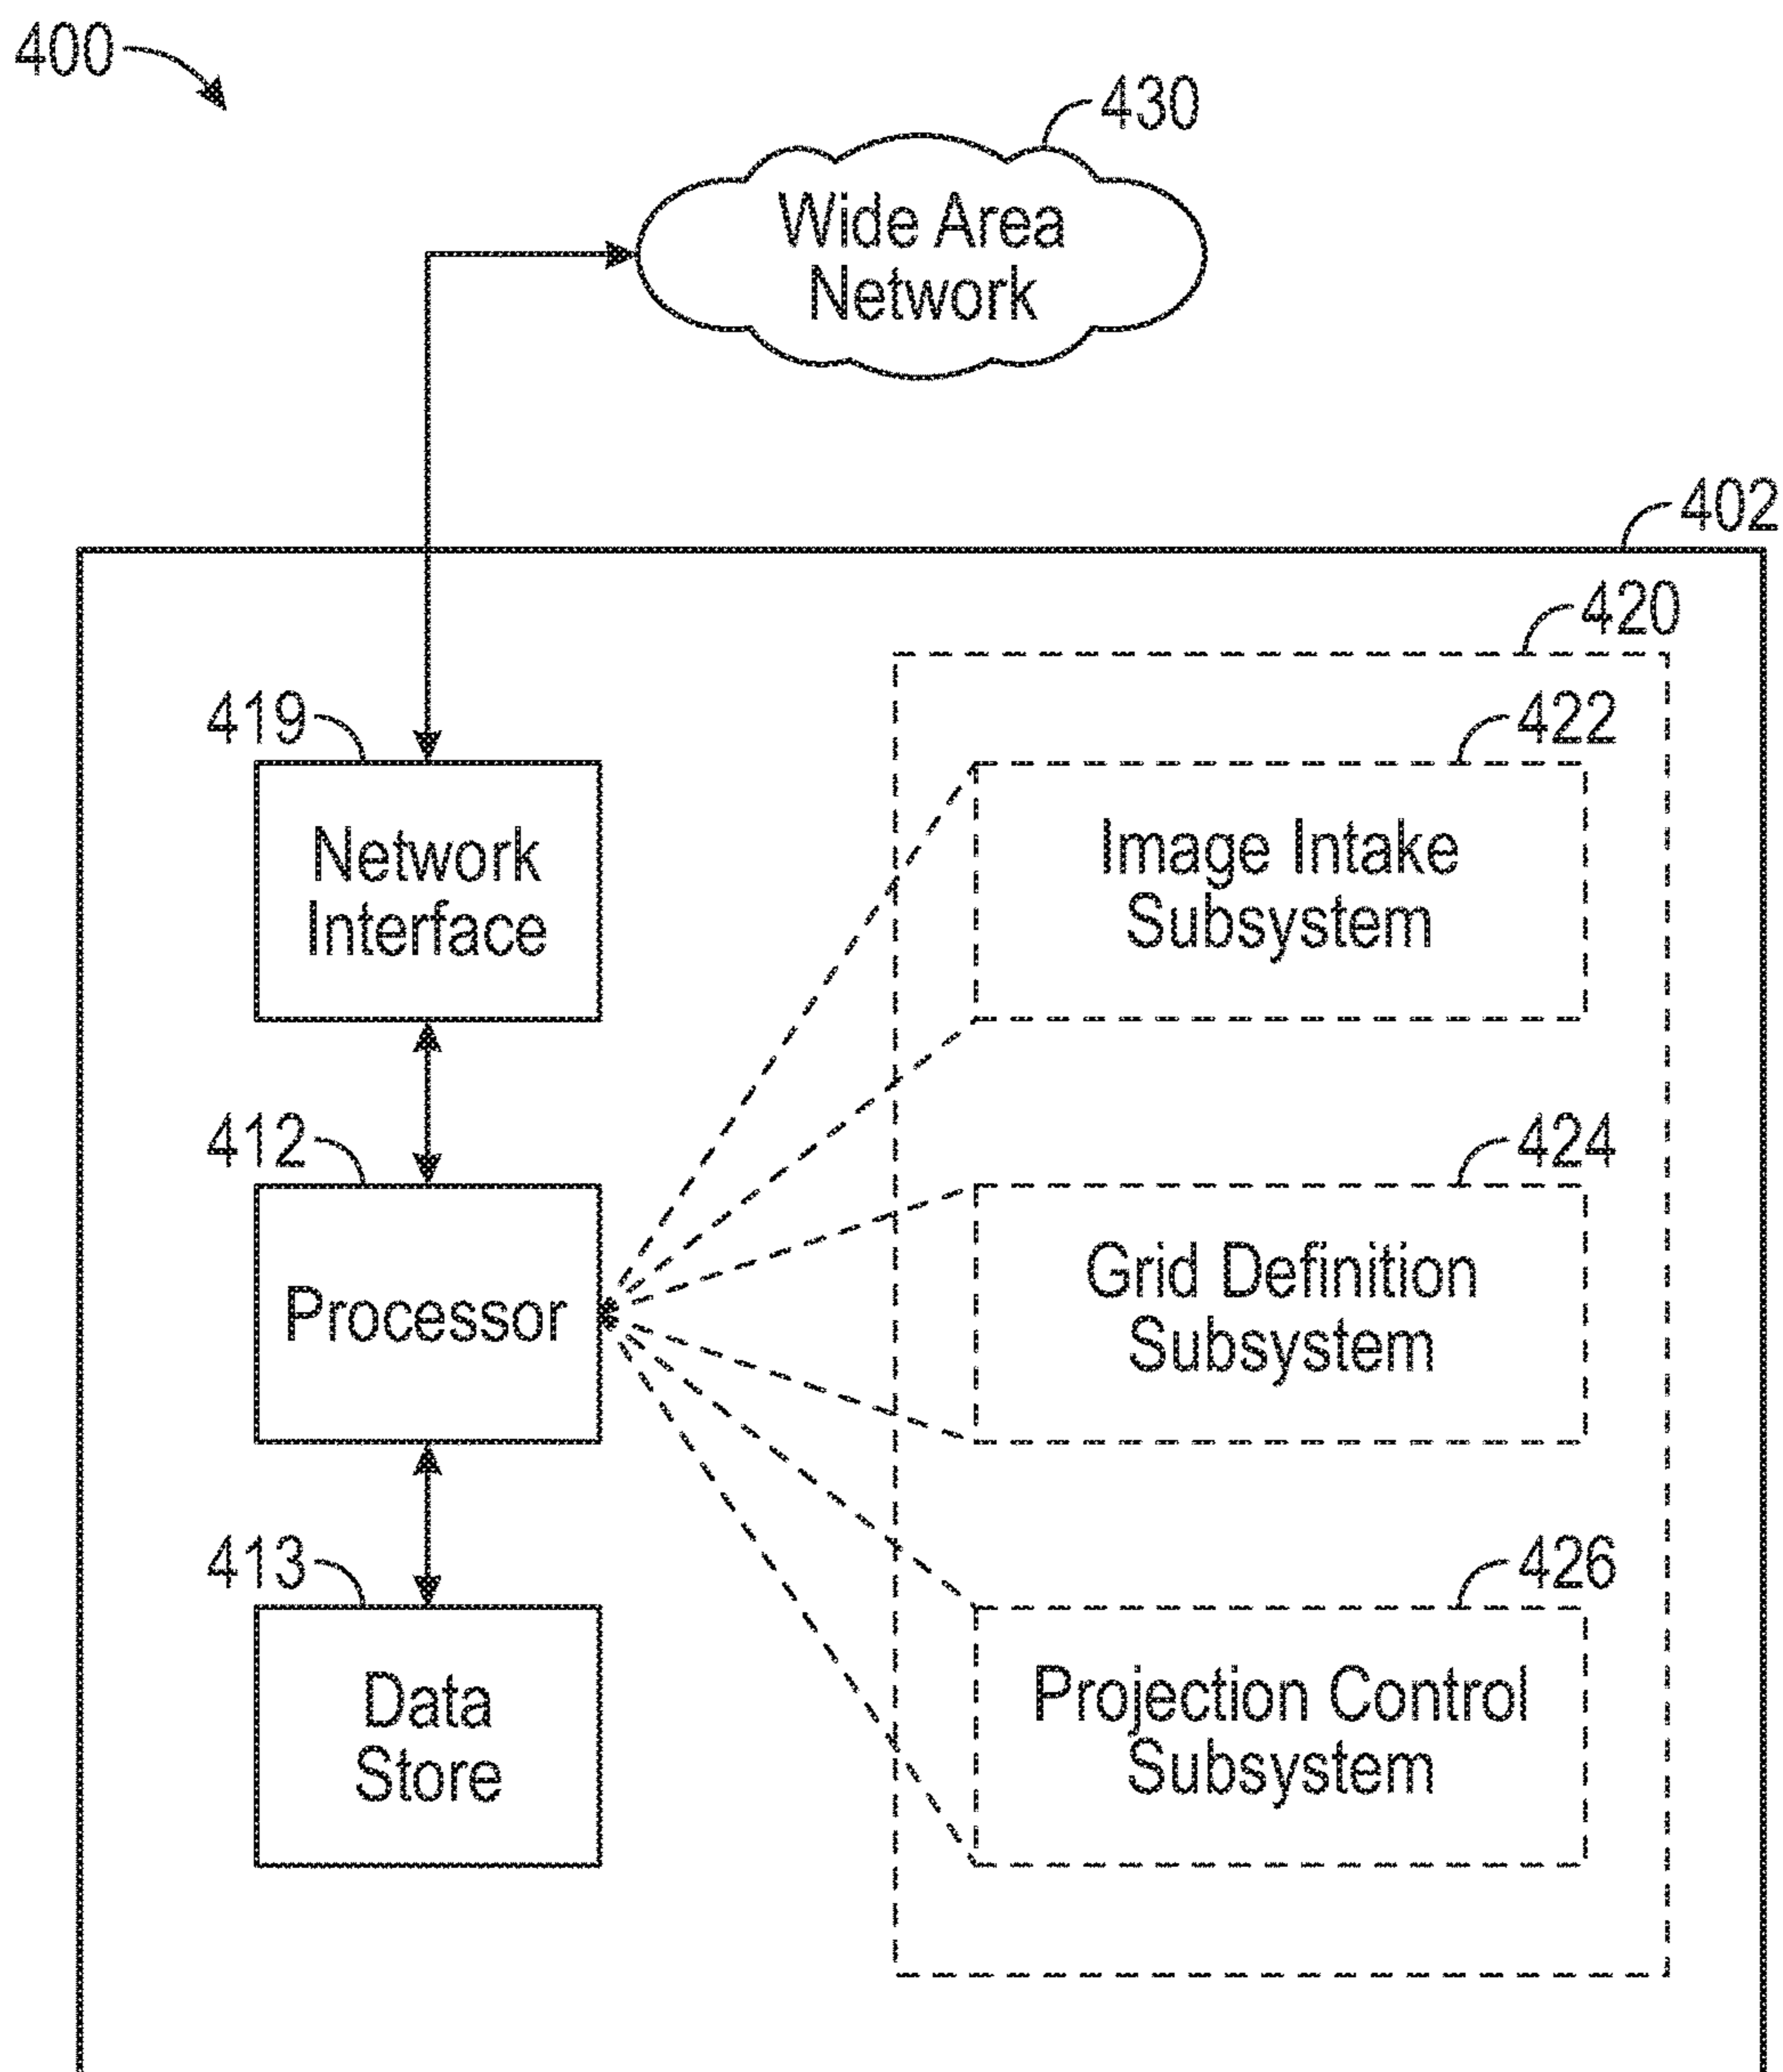 400
430
Wide Area
Network
402
420
419
422
Network
Interface
Image Intake
Subsystem
412
424
Processor
Grid Definition
Subsystem
413
426
Data
Store
Projection Control
Subsystem